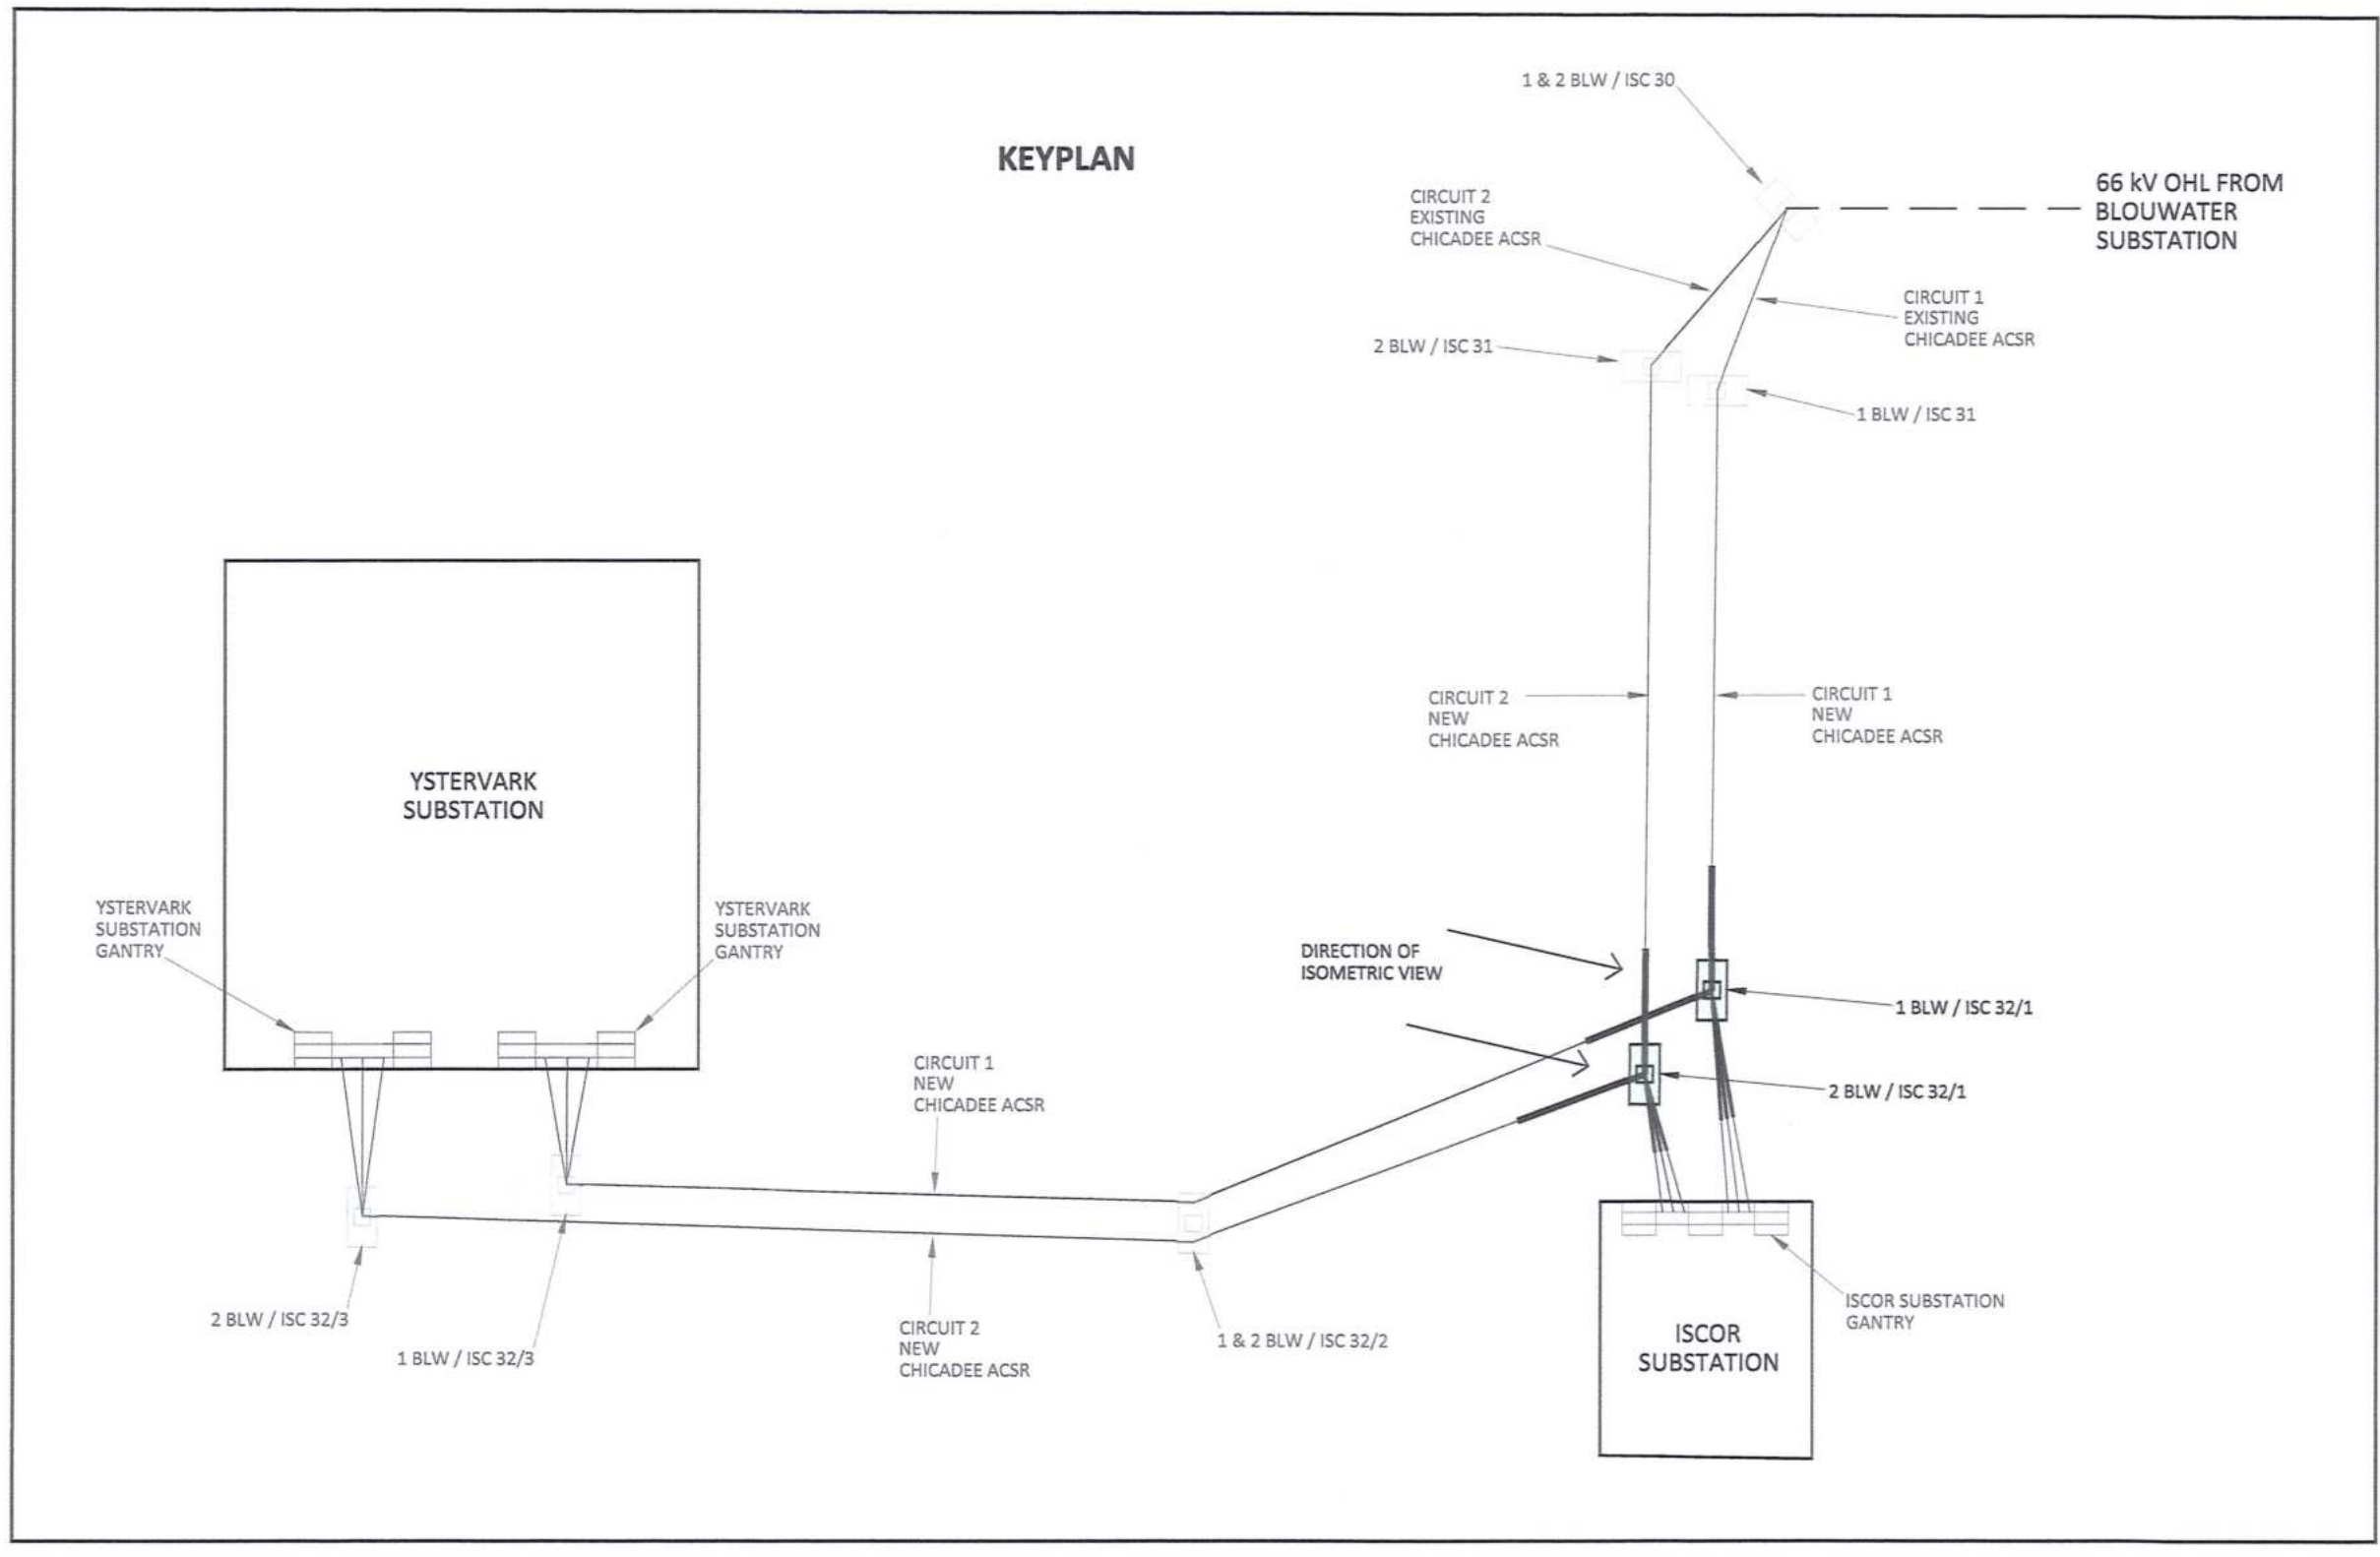 1 & 2 BLW / ISC 30
KEYPLAN
66 kV OHL FROM
BLOUWATER
SUBSTATION
CIRCUIT 2
EXISTING
CHICADEE ACSR
CIRCUIT 1
EXISTING
CHICADEE ACSR
2 BLW / ISC 31
1 BLW / ISC 31
CIRCUIT 2
NEW
CHICADEE ACSR
CIRCUIT 1
NEW
CHICADEE ACSR
YSTERVARK
SUBSTATION
YSTERVARK
SUBSTATION
GANTRY
YSTERVARK
SUBSTATION
GANTRY
DIRECTION OF
ISOMETRIC VIEW
1 BLW / ISC 32/1
2 BLW / ISC 32/1
CIRCUIT 1
NEW
CHICADEE ACSR
2 BLW / ISC 32/3
1 BLW / ISC 32/3
CIRCUIT 2
NEW
CHICADEE ACSR
1 & 2 BLW / ISC 32/2
ISCOR SUBSTATION
GANTRY
ISCOR
SUBSTATION